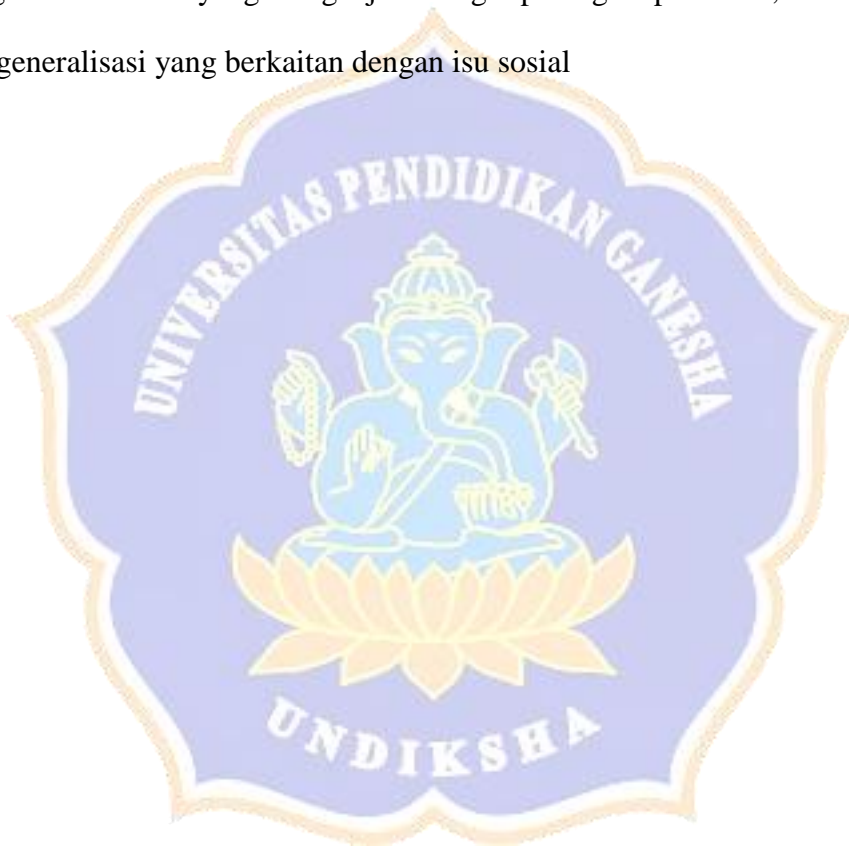 generalisasi yang berkaitan dengan isu sosial
UNIVERSITAS PENDIDIKAN GANESHA
UNDIKSHA